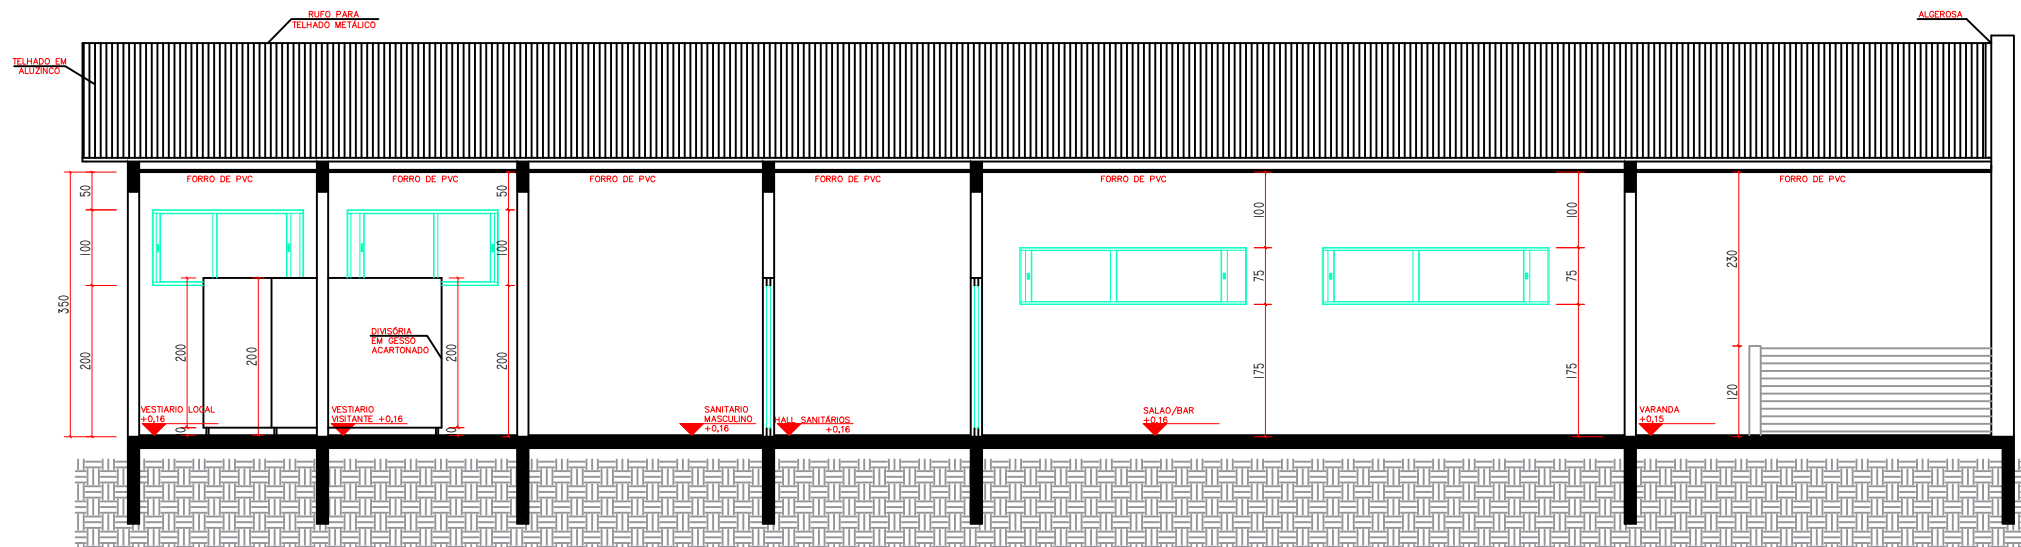 RUFO PARA
TELHADO METÁLICO
ALGEROSA
TELHADO EM
ALUZINCO
FORRO DE PVC
FORRO DE PVC
FORRO DE PVC
FORRO DE PVC
FORRO DE PVC
FORRO DE PVC
50
50
100
100
100
100
350
230
75
75
DIVISÓRIA
EM GESSO
ACARTONADO
200
200
200
200
200
175
175
120
VESTIARIO LOCAL
+0,16
VESTIARIO
VISITANTE +0,16
SANITARIO
MASCULINO
+0,16
HALL SANITÁRIOS
+0,16
SALAO/BAR
+0,16
VARANDA
+0,15